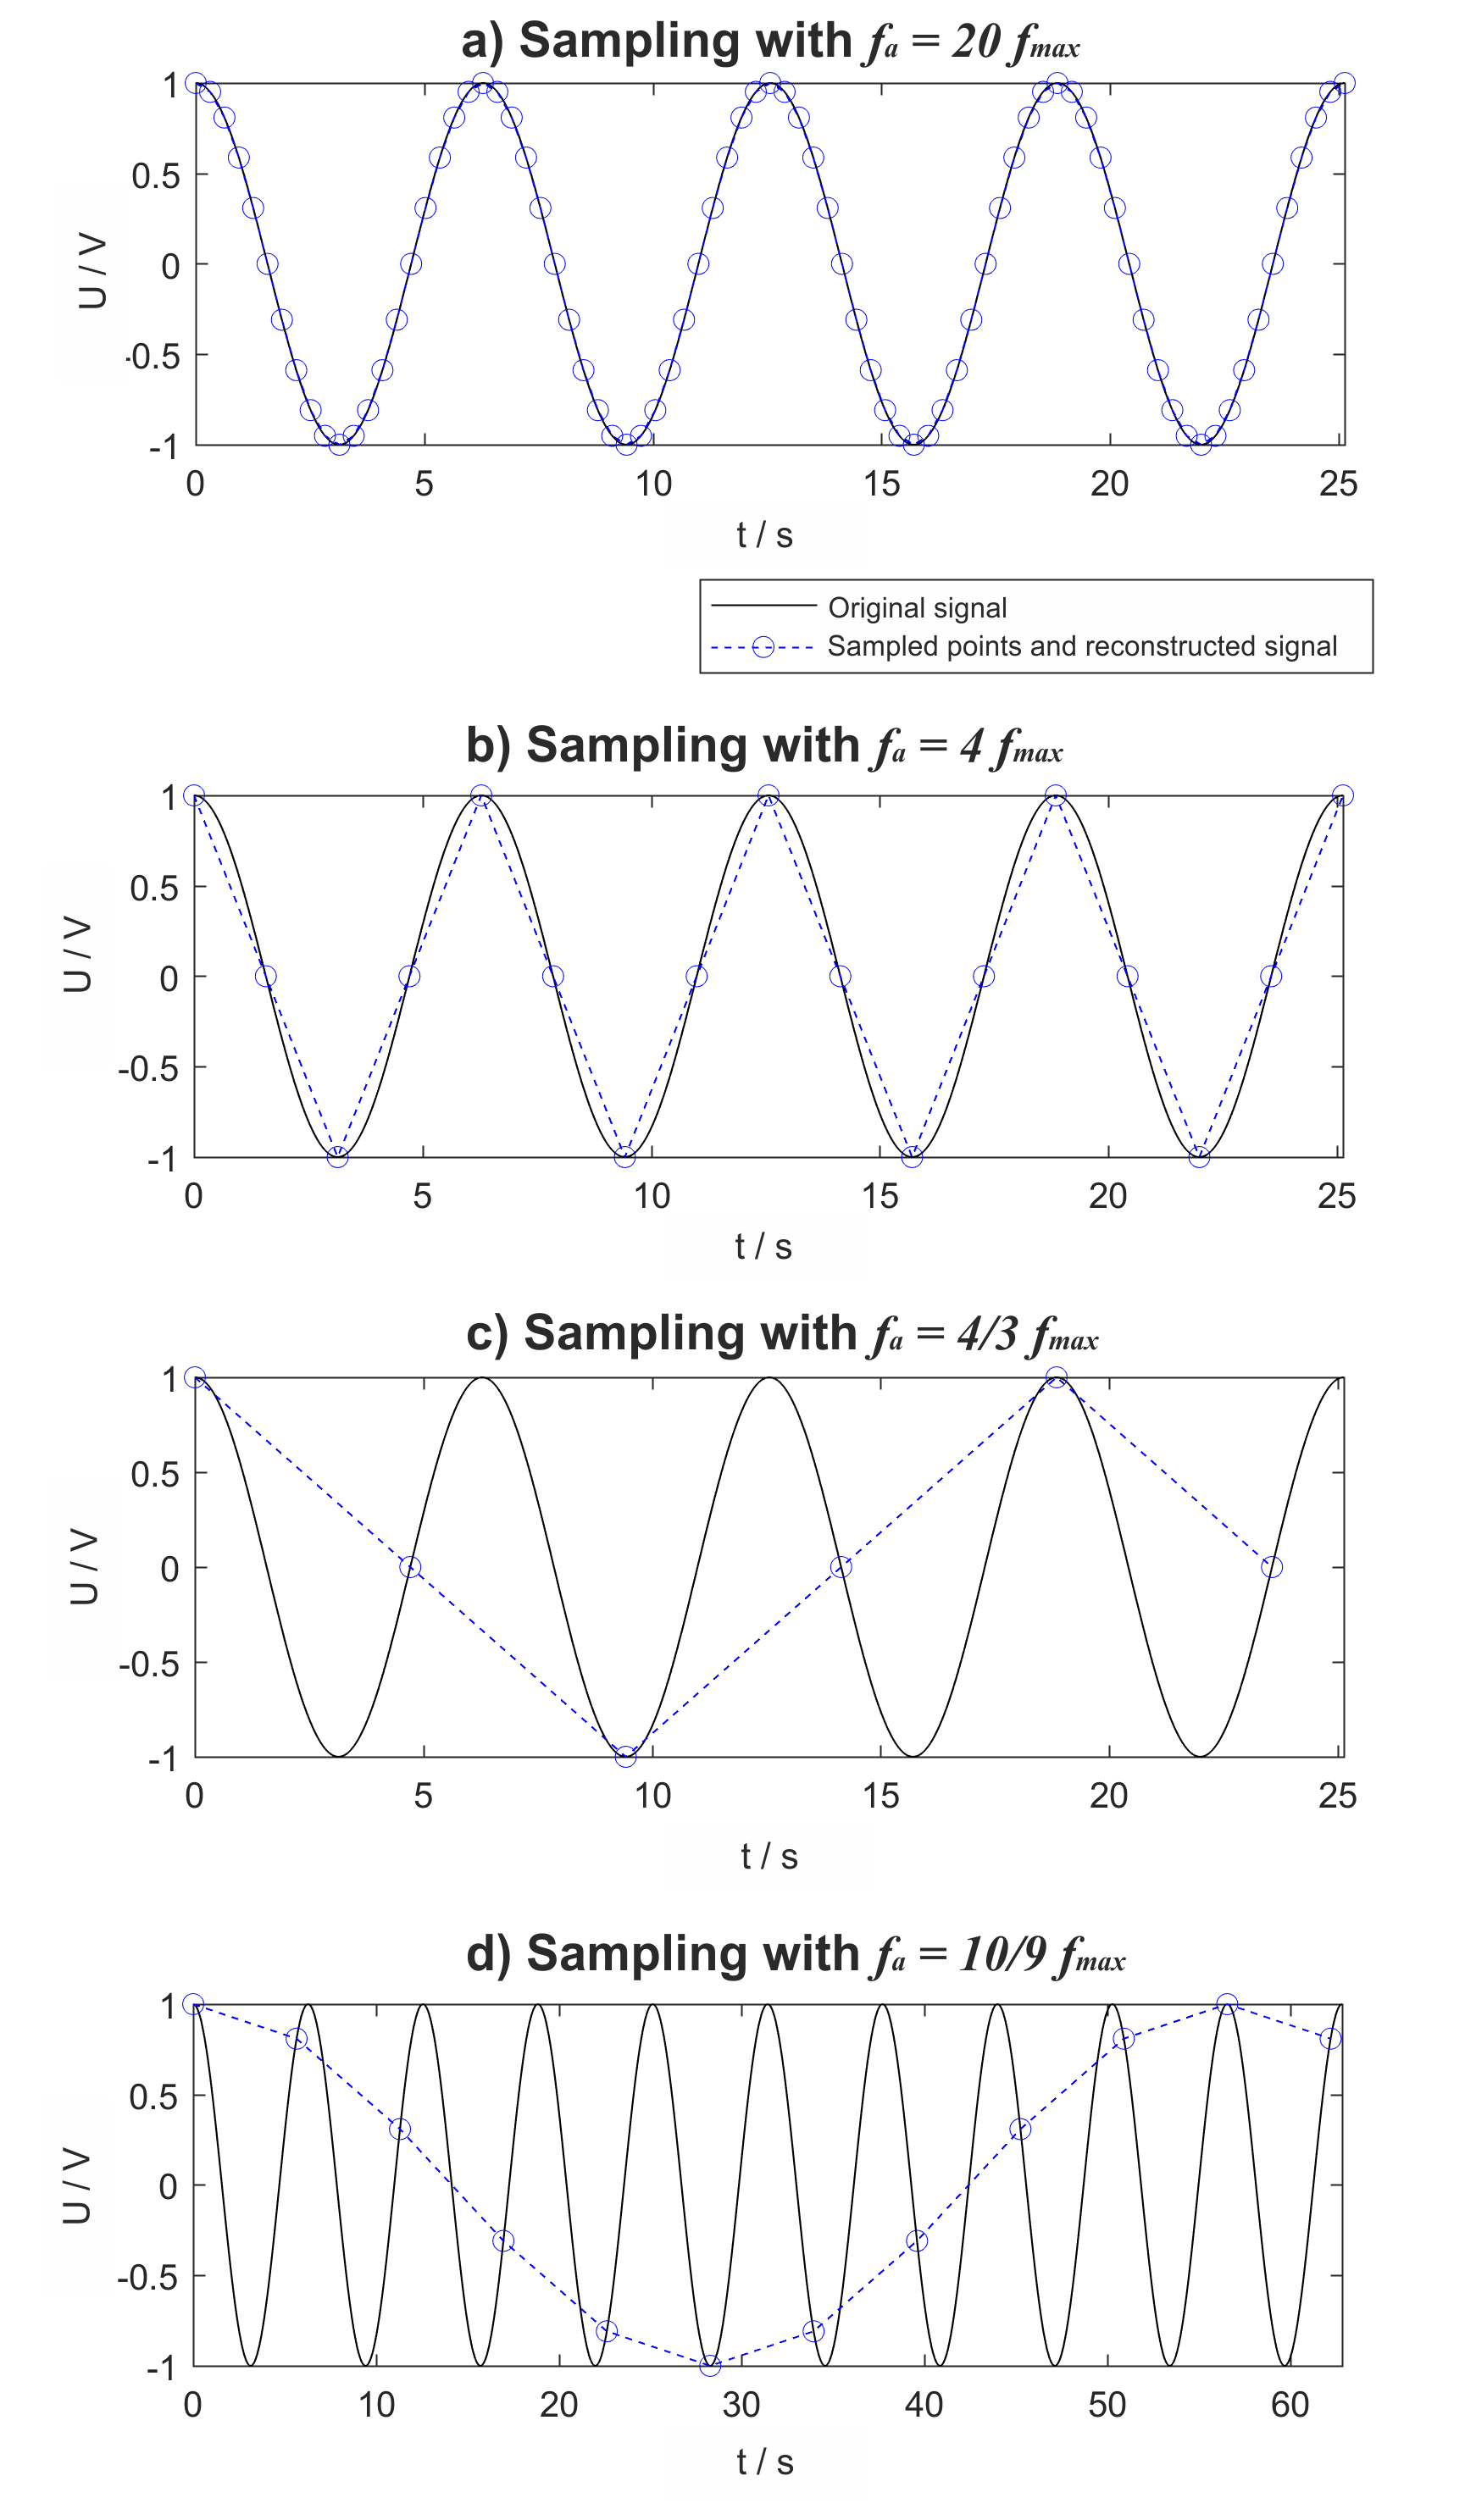 a) Sampling with fa = 20 fmax
1
0.5
0
-0.5
-1
U / V
0 5 10 15 20 25
t / s
Original signal
Sampled points and reconstructed signal
b) Sampling with fa = 4 fmax
1
0.5
0
-0.5
-1
U / V
0 5 10 15 20 25
t / s
c) Sampling with fa = 4/3 fmax
1
0.5
0
-0.5
-1
U / V
0 5 10 15 20 25
t / s
d) Sampling with fa = 10/9 fmax
1
0.5
0
-0.5
-1
U / V
0 10 20 30 40 50 60
t / s